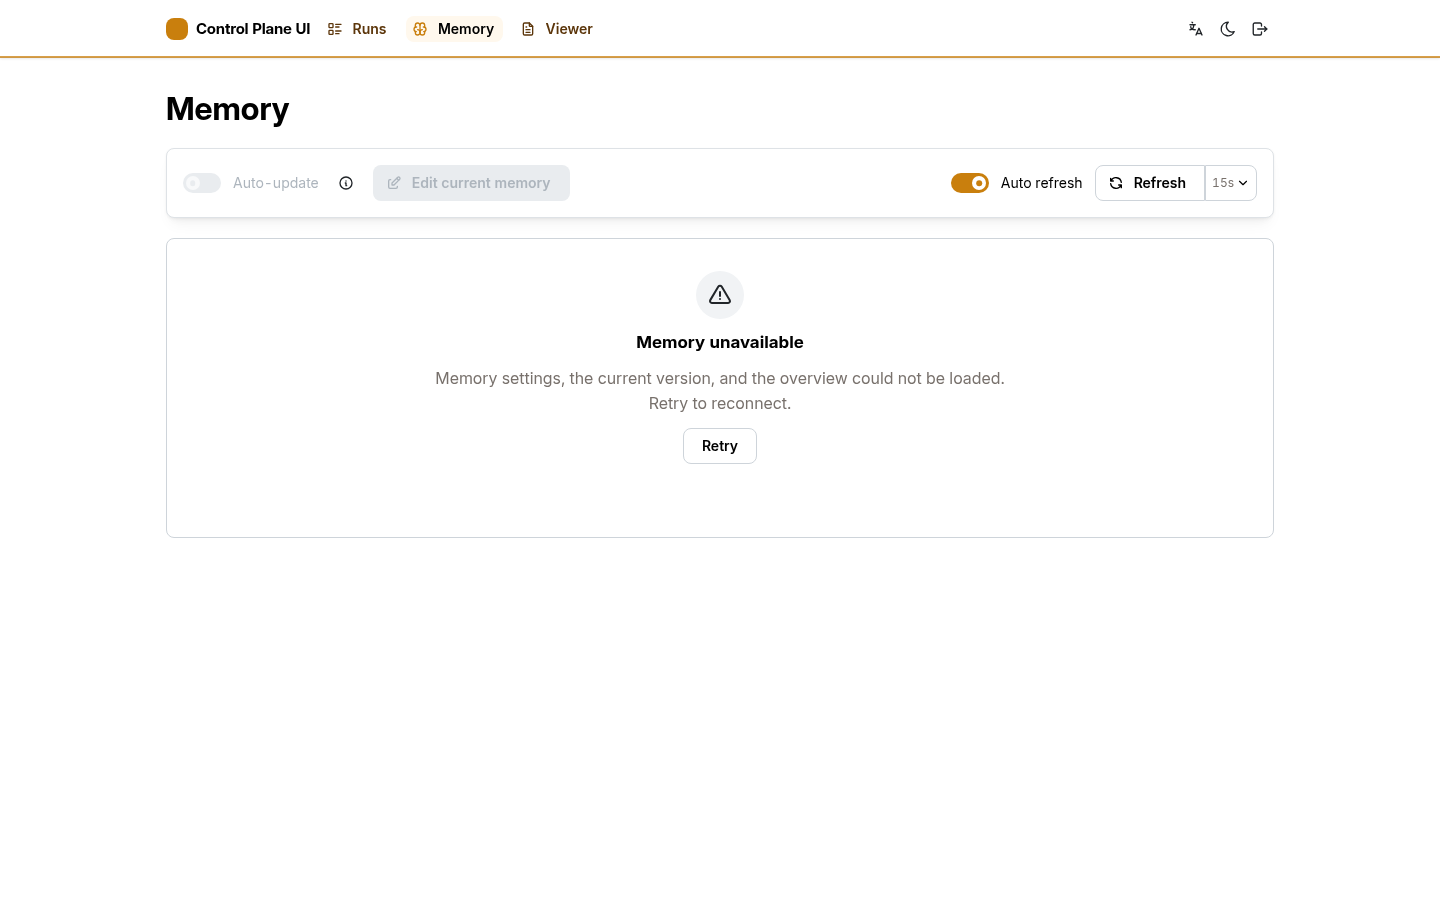 Control Plane UI
Runs
Memory
Viewer
Memory
Auto-update
Edit current memory
Auto refresh
Refresh
15s
Memory unavailable
Memory settings, the current version, and the overview could not be loaded.
Retry to reconnect.
Retry